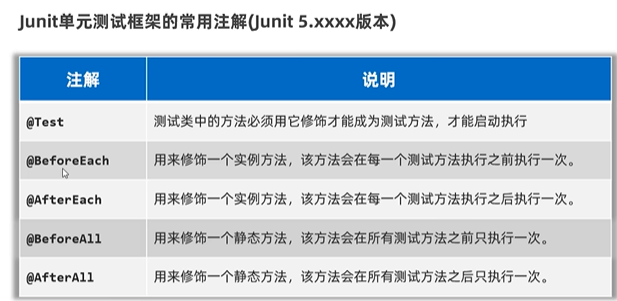 Junit单元测试框架的常用注解(Junit 5.xxxx版本)
注解 说明
@Test 测试类中的方法必须用它修饰才能成为测试方法，才能启动执行
@BeforeEach 用来修饰一个实例方法，该方法会在每一个测试方法执行之前执行一次。
@AfterEach 用来修饰一个实例方法，该方法会在每一个测试方法执行之后执行一次。
@BeforeAll 用来修饰一个静态方法，该方法会在所有测试方法之前只执行一次。
@AfterAll 用来修饰一个静态方法，该方法会在所有测试方法之后只执行一次。